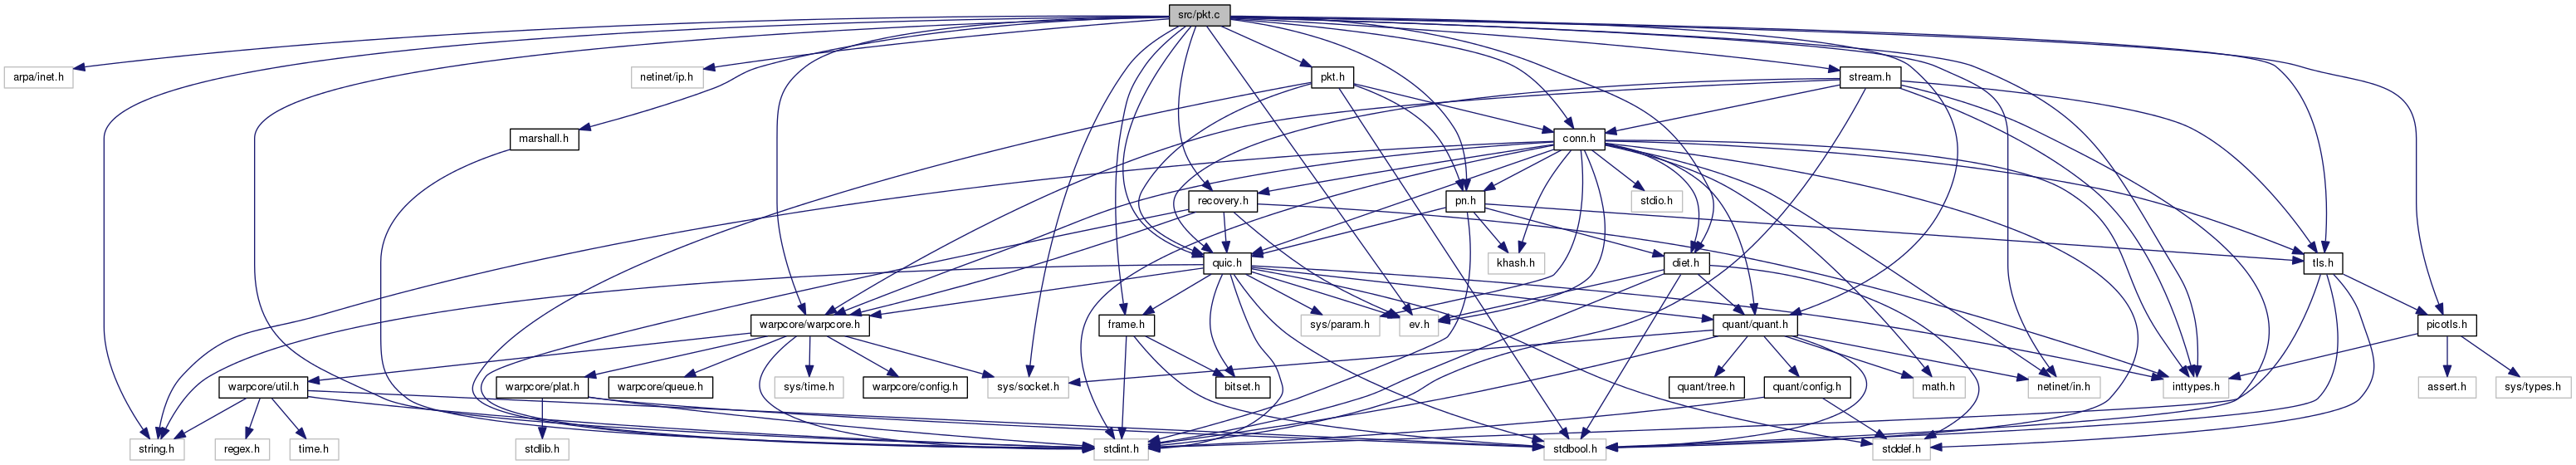 src/pkt.c
arpa/inet.h
netinet/ip.h
pkt.h
stream.h
marshall.h
conn.h
recovery.h
pn.h
stdio.h
quic.h
khash.h
diet.h
tls.h
warpcore/warpcore.h
frame.h
sys/param.h
ev.h
quant/quant.h
picotls.h
warpcore/util.h
warpcore/plat.h
warpcore/queue.h
sys/time.h
warpcore/config.h
sys/socket.h
bitset.h
quant/tree.h
quant/config.h
math.h
netinet/in.h
inttypes.h
assert.h
sys/types.h
string.h
regex.h
time.h
stdlib.h
stdint.h
stdbool.h
stddef.h